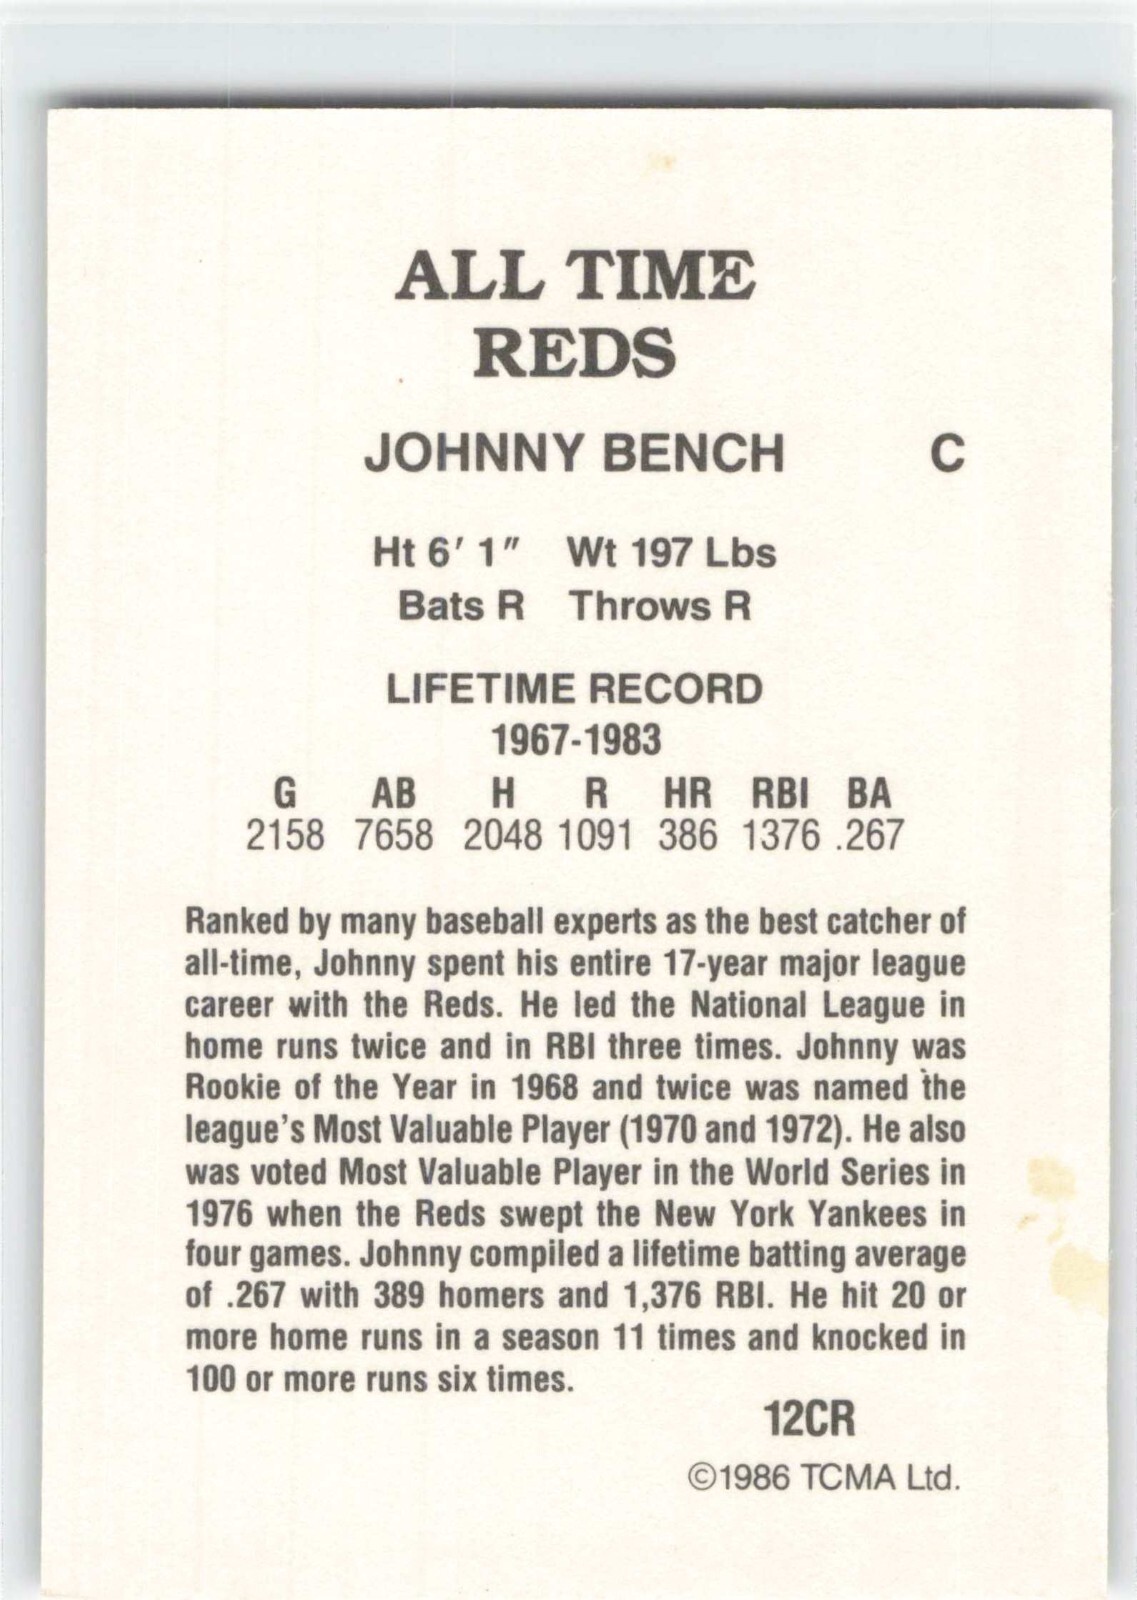 ALL TIME
REDS
JOHNNY BENCH C
Ht 6′ 1″ Wt 197 Lbs
Bats R Throws R
LIFETIME RECORD
1967-1983
G AB H R HR RBI BA
2158 7658 2048 1091 386 1376 .267
Ranked by many baseball experts as the best catcher of
all-time, Johnny spent his entire 17-year major league
career with the Reds. He led the National League in
home runs twice and in RBI three times. Johnny was
Rookie of the Year in 1968 and twice was named the
league's Most Valuable Player (1970 and 1972). He also
was voted Most Valuable Player in the World Series in
1976 when the Reds swept the New York Yankees in
four games. Johnny compiled a lifetime batting average
of .267 with 389 homers and 1,376 RBI. He hit 20 or
more home runs in a season 11 times and knocked in
100 or more runs six times.
12CR
©1986 TCMA Ltd.